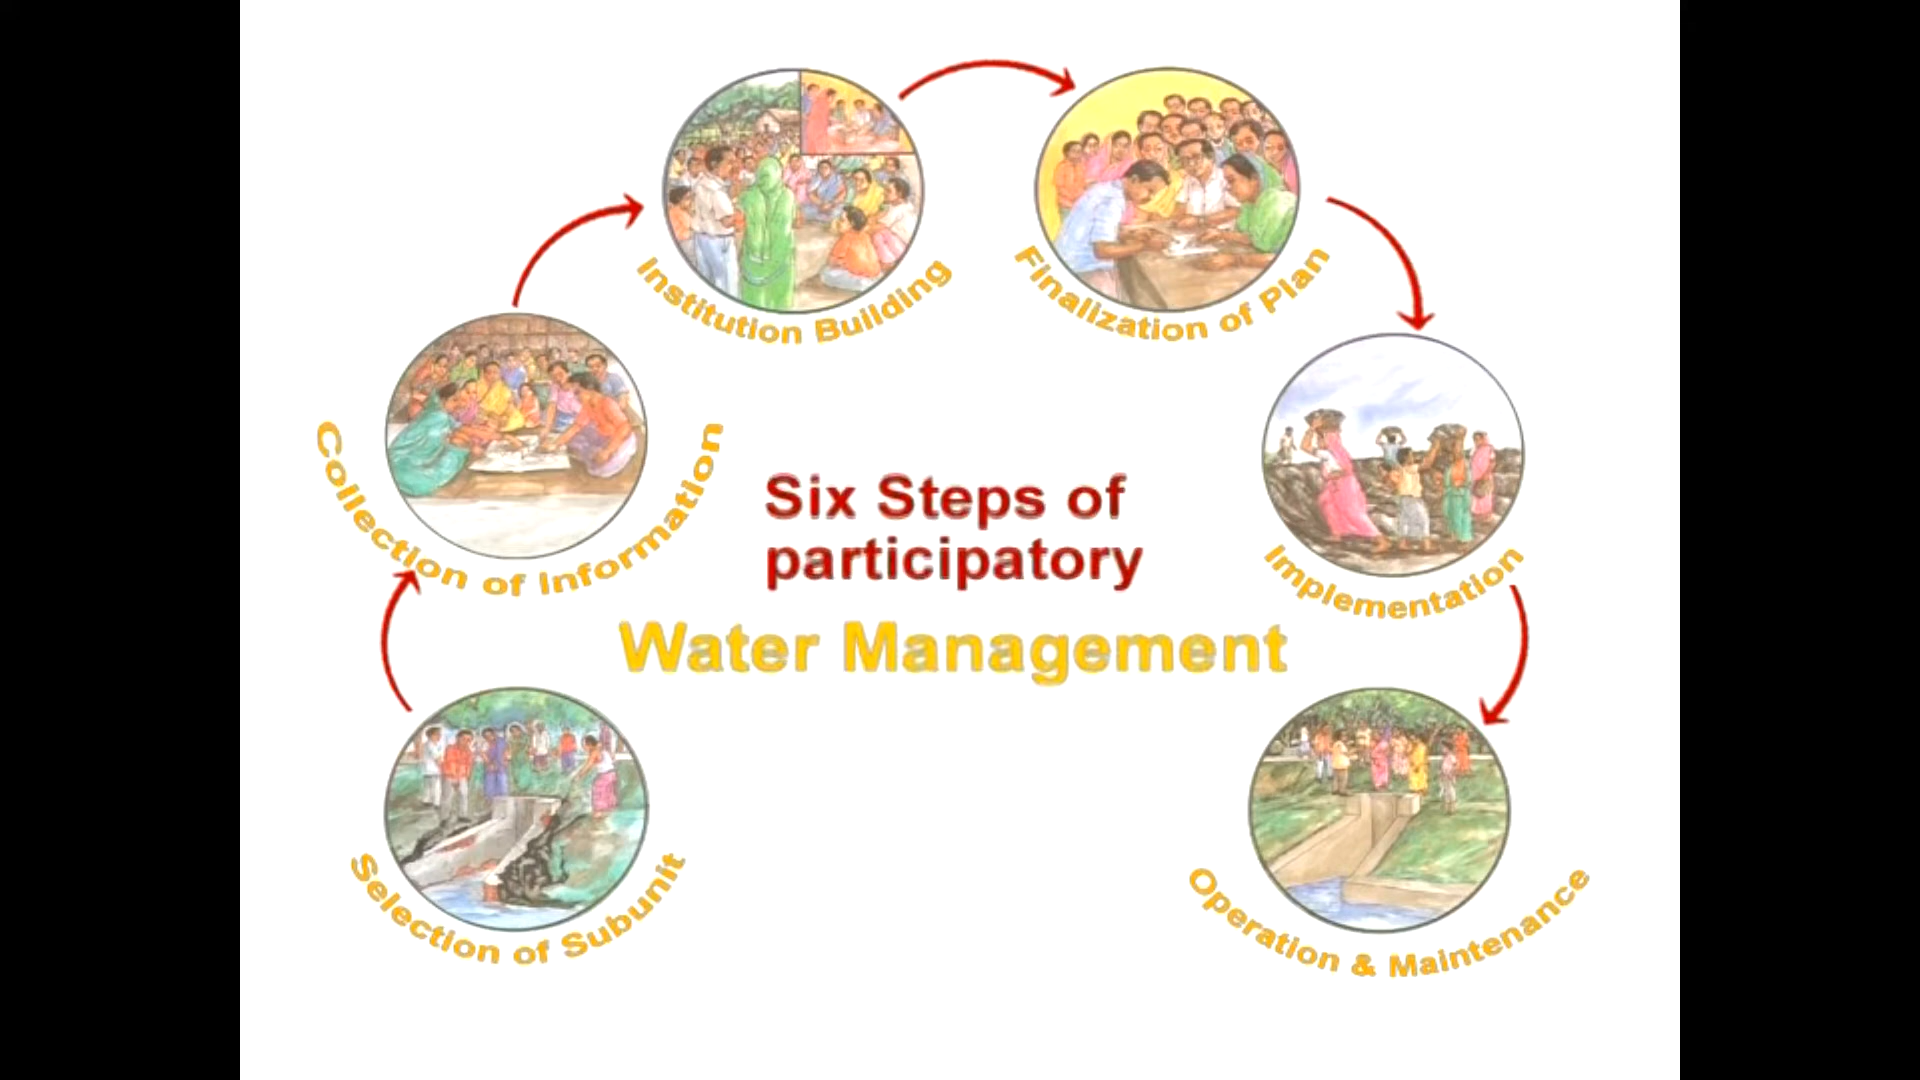 Six Steps of
participatory
Water Management
Selection of Subunit
Collection of Information
Institution Building
Finalization of Plan
Implementation
Operation & Maintenance